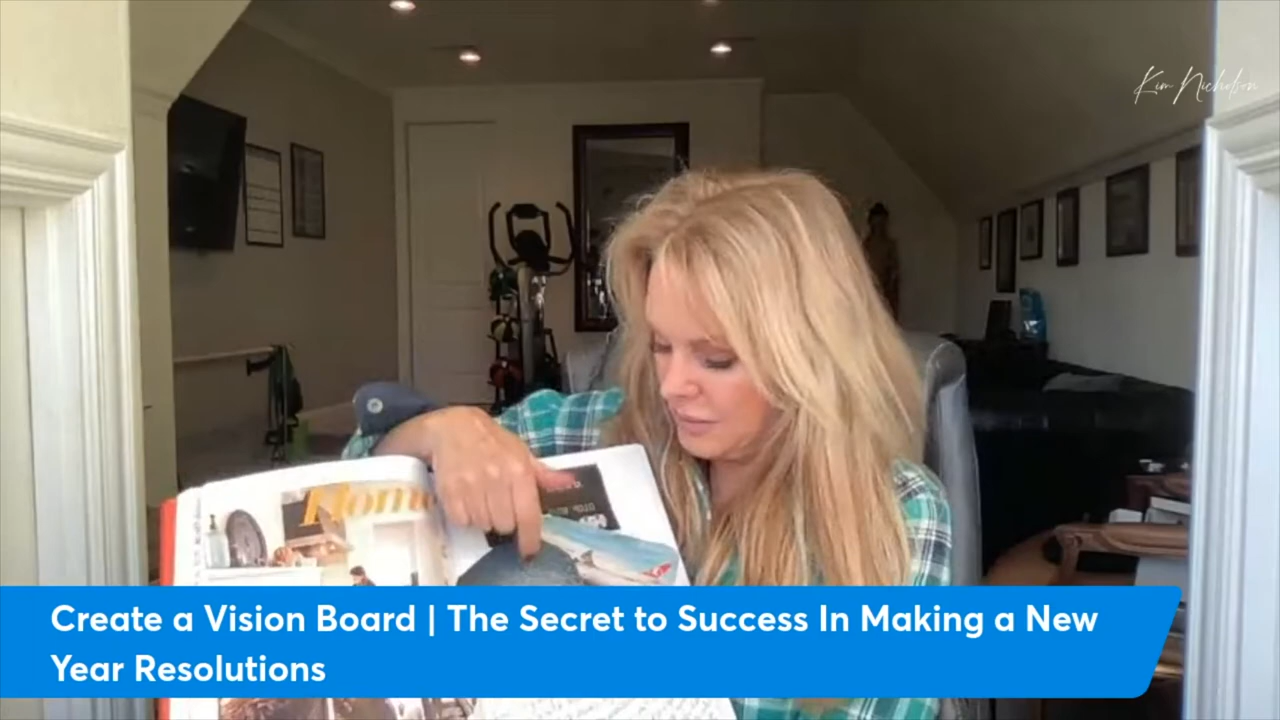 Kim Nicholson
Home
Create a Vision Board | The Secret to Success In Making a New
Year Resolutions